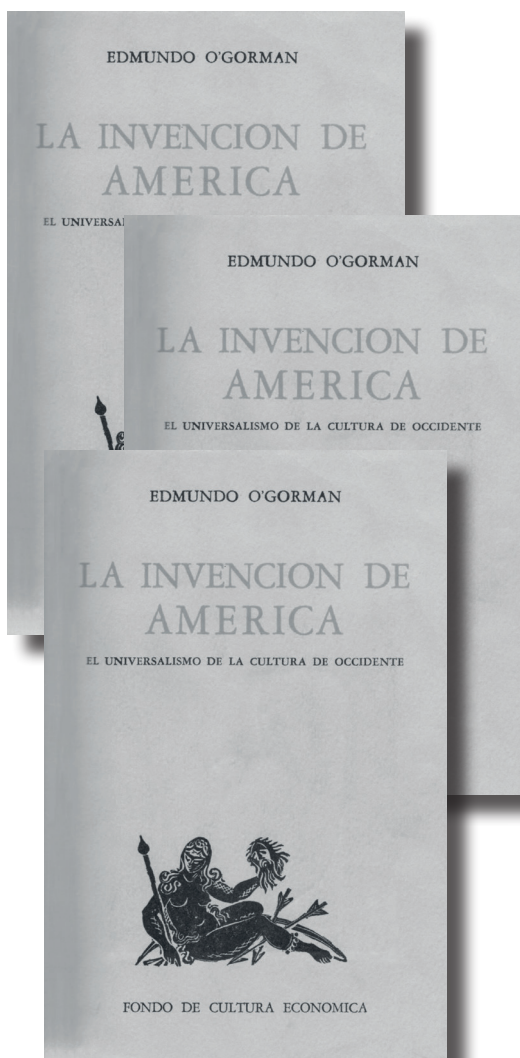 EDMUNDO O'GORMAN
LA INVENCION DE
AMERICA
EL UNIVERSA
EDMUNDO O'GORMAN
LA INVENCION DE
AMERICA
EL UNIVERSALISMO DE LA CULTURA DE OCCIDENTE
EDMUNDO O'GORMAN
LA INVENCION DE
AMERICA
EL UNIVERSALISMO DE LA CULTURA DE OCCIDENTE
FONDO DE CULTURA ECONOMICA